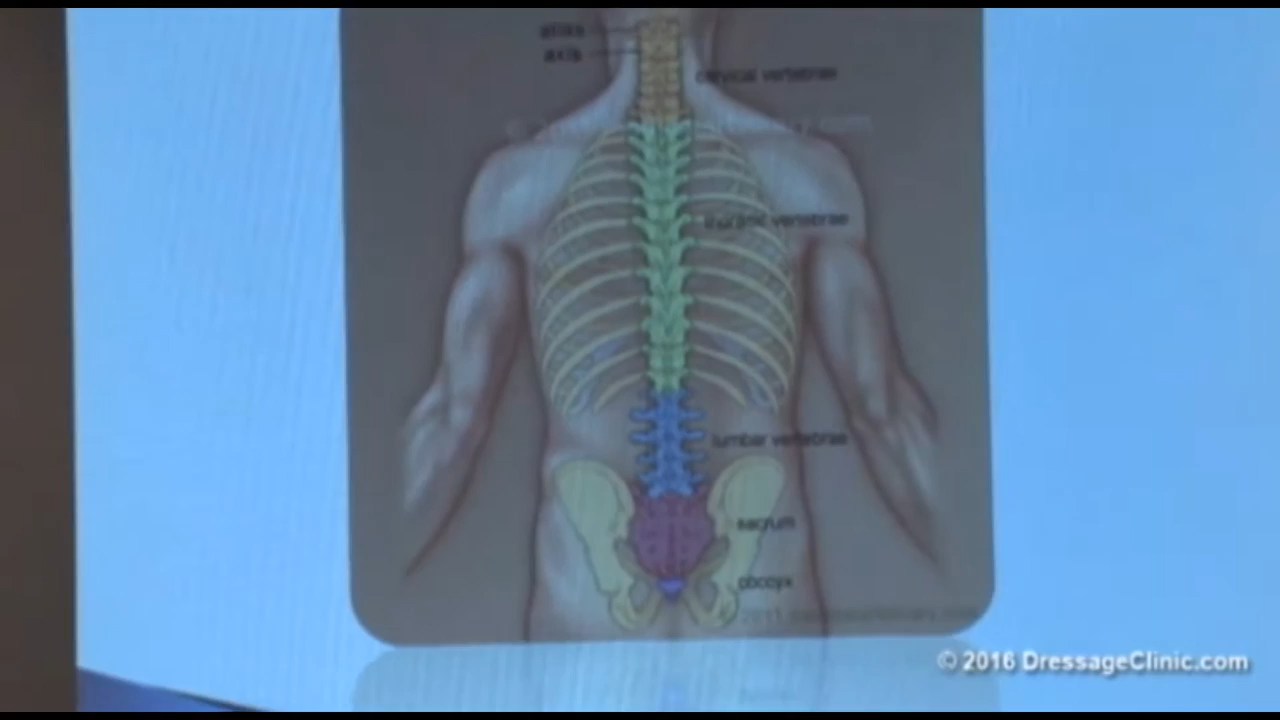 atlas
axis
cervical vertebrae
thoracic vertebrae
lumbar vertebrae
sacrum
coccyx
© 2016 DressageClinic.com